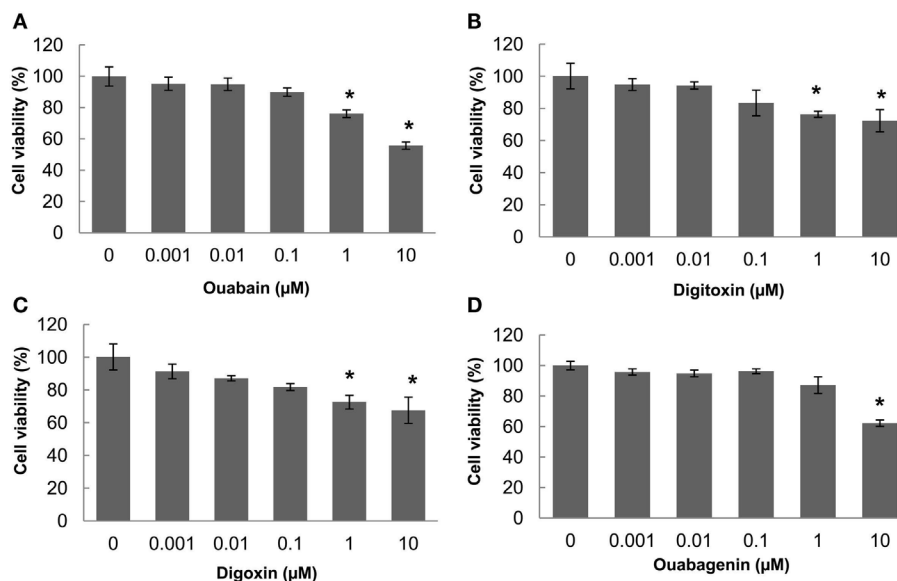 A
120
100
80
60
40
20
0
Cell viability (%)
*
*
0 0.001 0.01 0.1 1 10
Ouabain (µM)
B
120
100
80
60
40
20
0
Cell viability (%)
*
*
0 0.001 0.01 0.1 1 10
Digitoxin (µM)
C
120
100
80
60
40
20
0
Cell viability (%)
*
*
0 0.001 0.01 0.1 1 10
Digoxin (µM)
D
120
100
80
60
40
20
0
Cell viability (%)
*
0 0.001 0.01 0.1 1 10
Ouabagenin (µM)